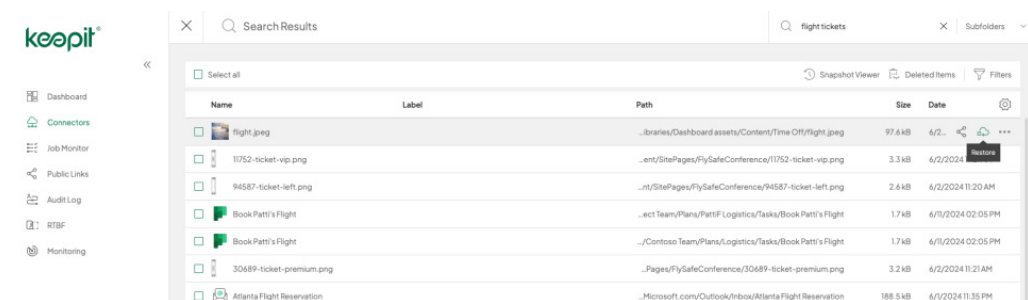 keepit®
Search Results
flight tickets
Subfolders
Select all
Snapshot Viewer
Deleted Items
Filters
Dashboard
Connectors
Job Monitor
Public Links
Audit Log
RTBF
Monitoring
Name Label Path Size Date
flight.jpeg ...ibraries/Dashboard assets/Content/Time Off/flight.jpeg 97.6 kB 6/2...
Restore
11752-ticket-vip.png ...ent/SitePages/FlySafeConference/11752-ticket-vip.png 3.3 kB 6/2/2024
94587-ticket-left.png ...nt/SitePages/FlySafeConference/94587-ticket-left.png 2.6 kB 6/2/2024 11:20 AM
Book Patti's Flight ...ect Team/Plans/PattiF Logistics/Tasks/Book Patti's Flight 1.7 kB 6/11/2024 02:05 PM
Book Patti's Flight .../Contoso Team/Plans/Logistics/Tasks/Book Patti's Flight 1.7 kB 6/11/2024 02:05 PM
30689-ticket-premium.png ...Pages/FlySafeConference/30689-ticket-premium.png 3.2 kB 6/2/2024 11:21 AM
Atlanta Flight Reservation ...Microsoft.com/Outlook/Inbox/Atlanta Flight Reservation 188.5 kB 6/1/2024 11:35 PM